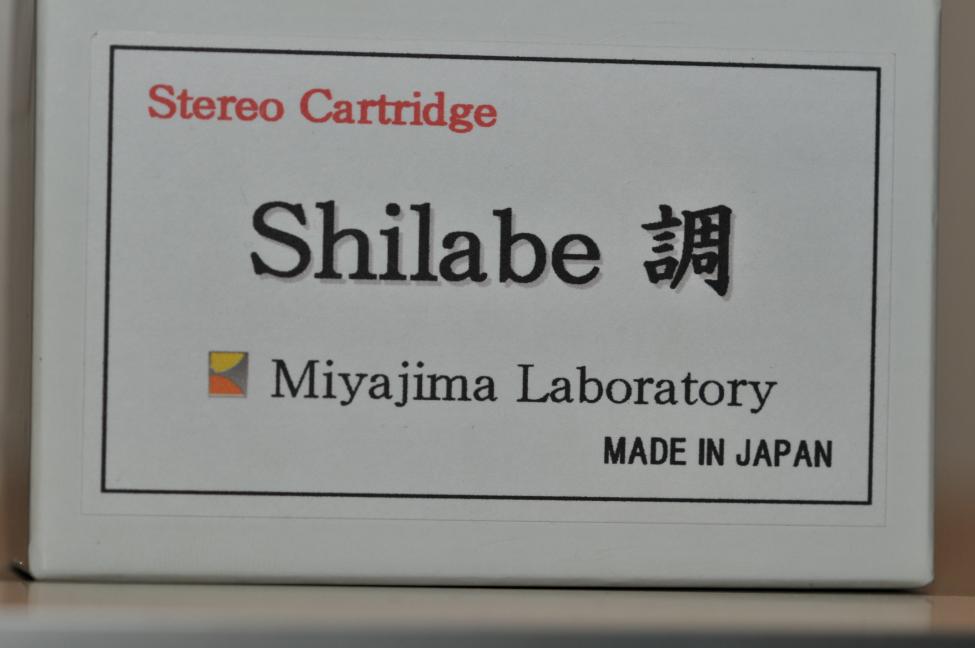 Stereo Cartridge
Shilabe 調
Miyajima Laboratory
MADE IN JAPAN